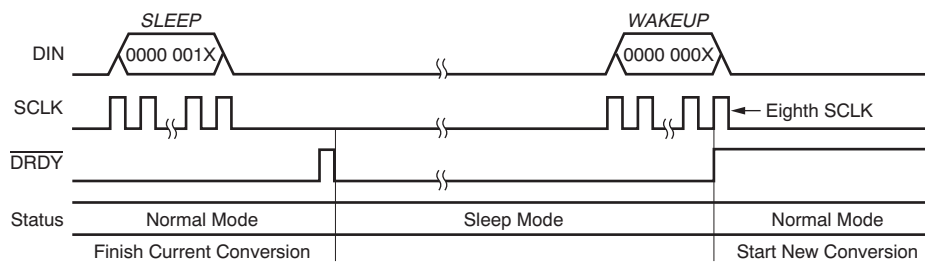 SLEEP WAKEUP
DIN 0000 001X 0000 000X
SCLK Eighth SCLK
DRDY
Status Normal Mode Sleep Mode Normal Mode
Finish Current Conversion Start New Conversion